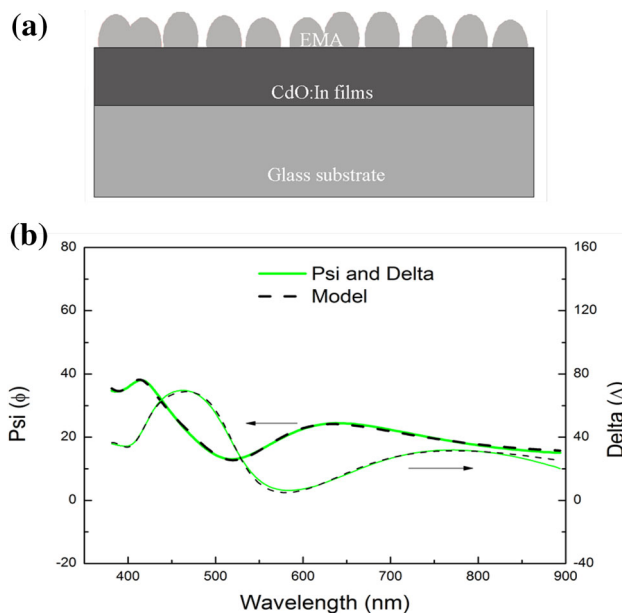 (a)
EMA
CdO:In films
Glass substrate
(b)
80
60
40
20
0
-20
Psi (ϕ)
160
120
80
40
0
-40
Delta (Δ)
Psi and Delta
Model
400 500 600 700 800 900
Wavelength (nm)